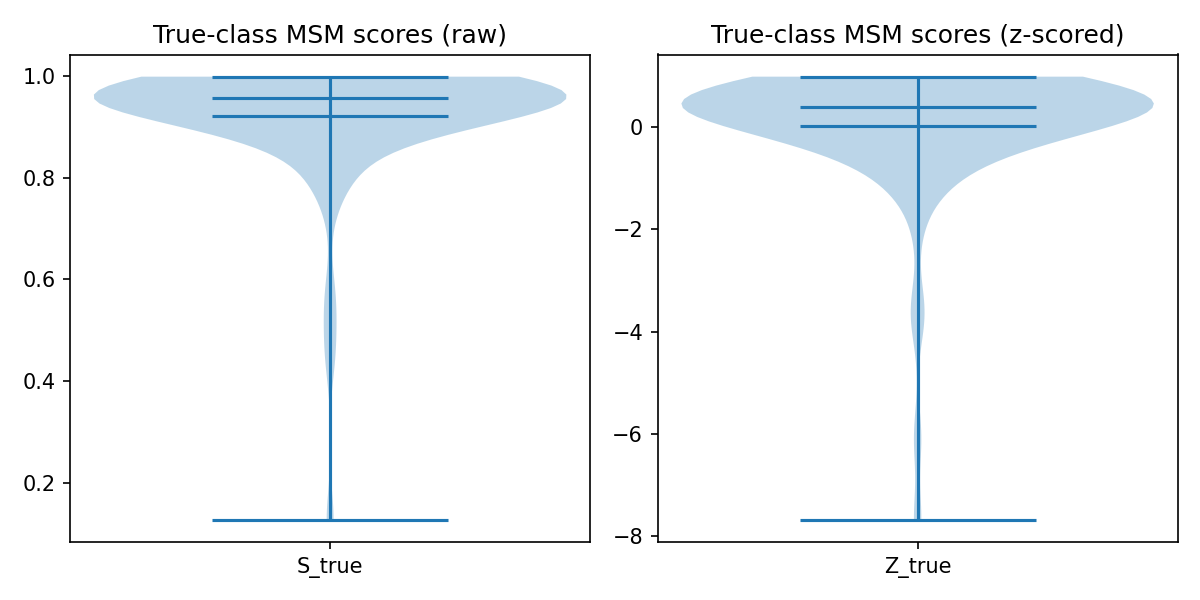 True-class MSM scores (raw)
1.0
0.8
0.6
0.4
0.2
S_true
True-class MSM scores (z-scored)
0
−2
−4
−6
−8
Z_true